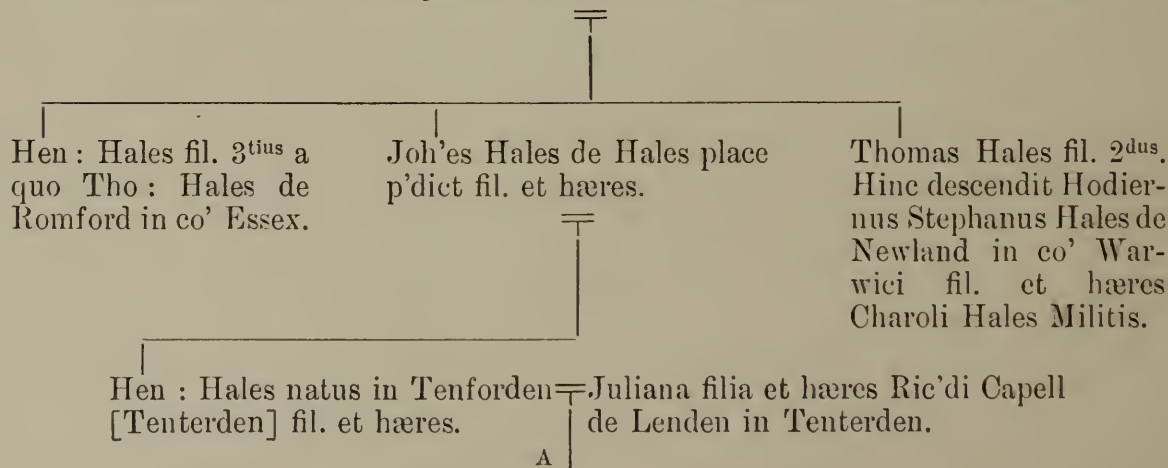 Hen : Hales fil. 3tius a
quo Tho : Hales de
Romford in co' Essex.
Joh'es Hales de Hales place
p'dict fil. et hæres.
Thomas Hales fil. 2dus.
Hinc descendit Hodier-
nus Stephanus Hales de
Newland in co' War-
wici fil. et hæres
Charoli Hales Militis.
Hen : Hales natus in Tenforden
[Tenterden] fil. et hæres.
Juliana filia et hæres Ric'di Capell
de Lenden in Tenterden.
A